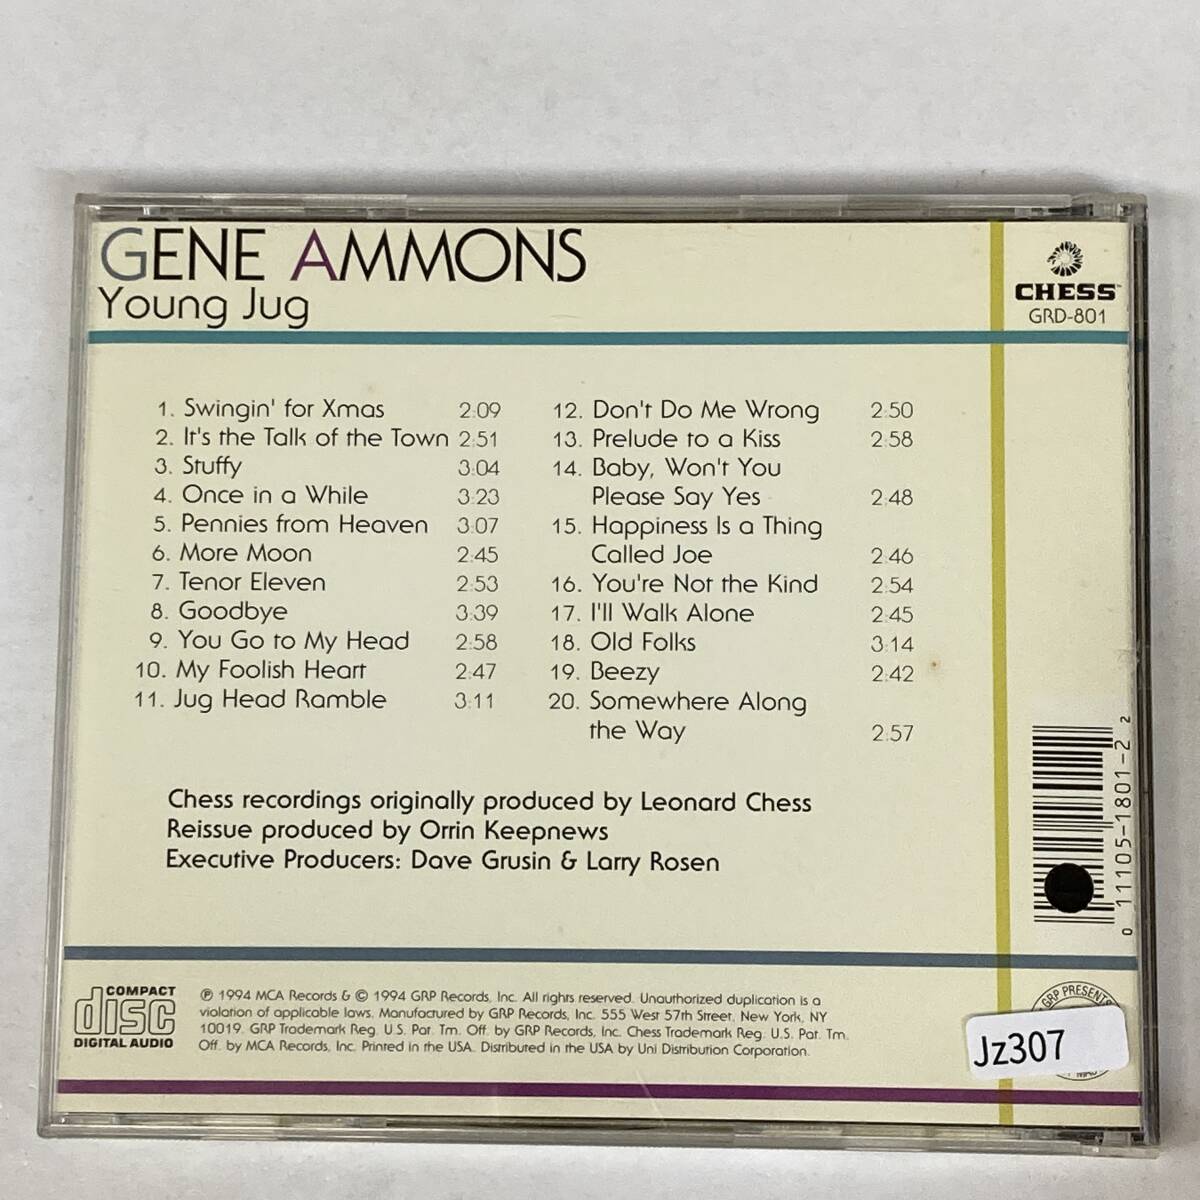 GENE AMMONS
Young Jug
CHESS™
GRD-801
1. Swingin' for Xmas 2:09
2. It's the Talk of the Town 2:51
3. Stuffy 3:04
4. Once in a While 3:23
5. Pennies from Heaven 3:07
6. More Moon 2:45
7. Tenor Eleven 2:53
8. Goodbye 3:39
9. You Go to My Head 2:58
10. My Foolish Heart 2:47
11. Jug Head Ramble 3:11
12. Don't Do Me Wrong 2:50
13. Prelude to a Kiss 2:58
14. Baby, Won't You
Please Say Yes 2:48
15. Happiness Is a Thing
Called Joe 2:46
16. You're Not the Kind 2:54
17. I'll Walk Alone 2:45
18. Old Folks 3:14
19. Beezy 2:42
20. Somewhere Along
the Way 2:57
Chess recordings originally produced by Leonard Chess
Reissue produced by Orrin Keepnews
Executive Producers: Dave Grusin & Larry Rosen
0 11105-1801-2 2
COMPACT
disc
DIGITAL AUDIO
℗ 1994 MCA Records & © 1994 GRP Records, Inc. All rights reserved. Unauthorized duplication is a
violation of applicable laws. Manufactured by GRP Records, Inc. 555 West 57th Street, New York, NY
10019. GRP Trademark Reg. U.S. Pat. Tm. Off. by GRP Records, Inc. Chess Trademark Reg. U.S. Pat. Tm.
Off. by MCA Records, Inc. Printed in the USA. Distributed in the USA by Uni Distribution Corporation.
GRP PRESENTS
Jz307